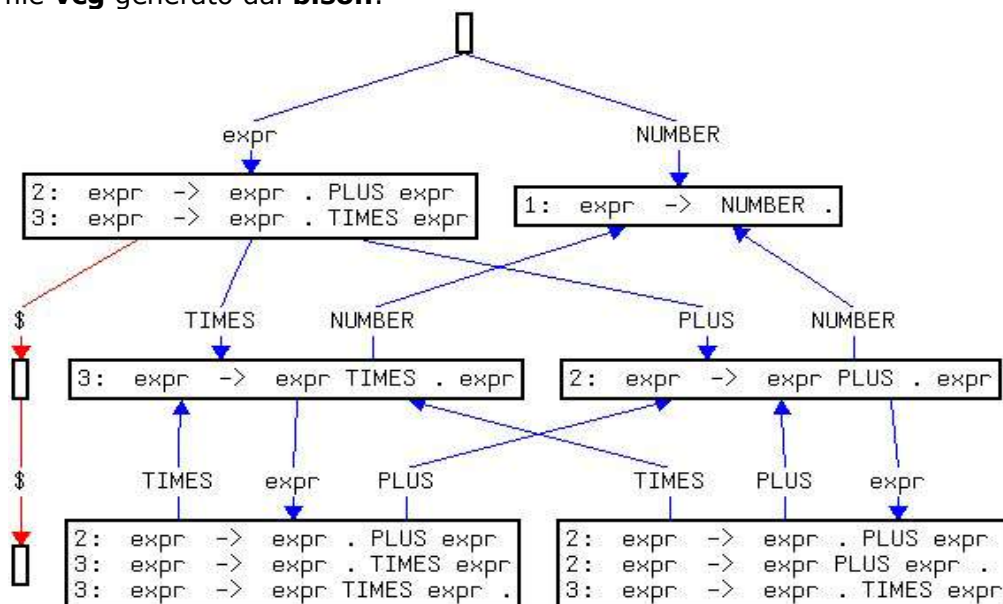 file vcg generato dal bison.
expr NUMBER
2: expr -> expr . PLUS expr
3: expr -> expr . TIMES expr
1: expr -> NUMBER .
$ TIMES NUMBER PLUS NUMBER
3: expr -> expr TIMES . expr
2: expr -> expr PLUS . expr
$ TIMES expr PLUS TIMES PLUS expr
2: expr -> expr . PLUS expr
3: expr -> expr . TIMES expr
3: expr -> expr TIMES expr .
2: expr -> expr . PLUS expr
2: expr -> expr PLUS expr .
3: expr -> expr . TIMES expr